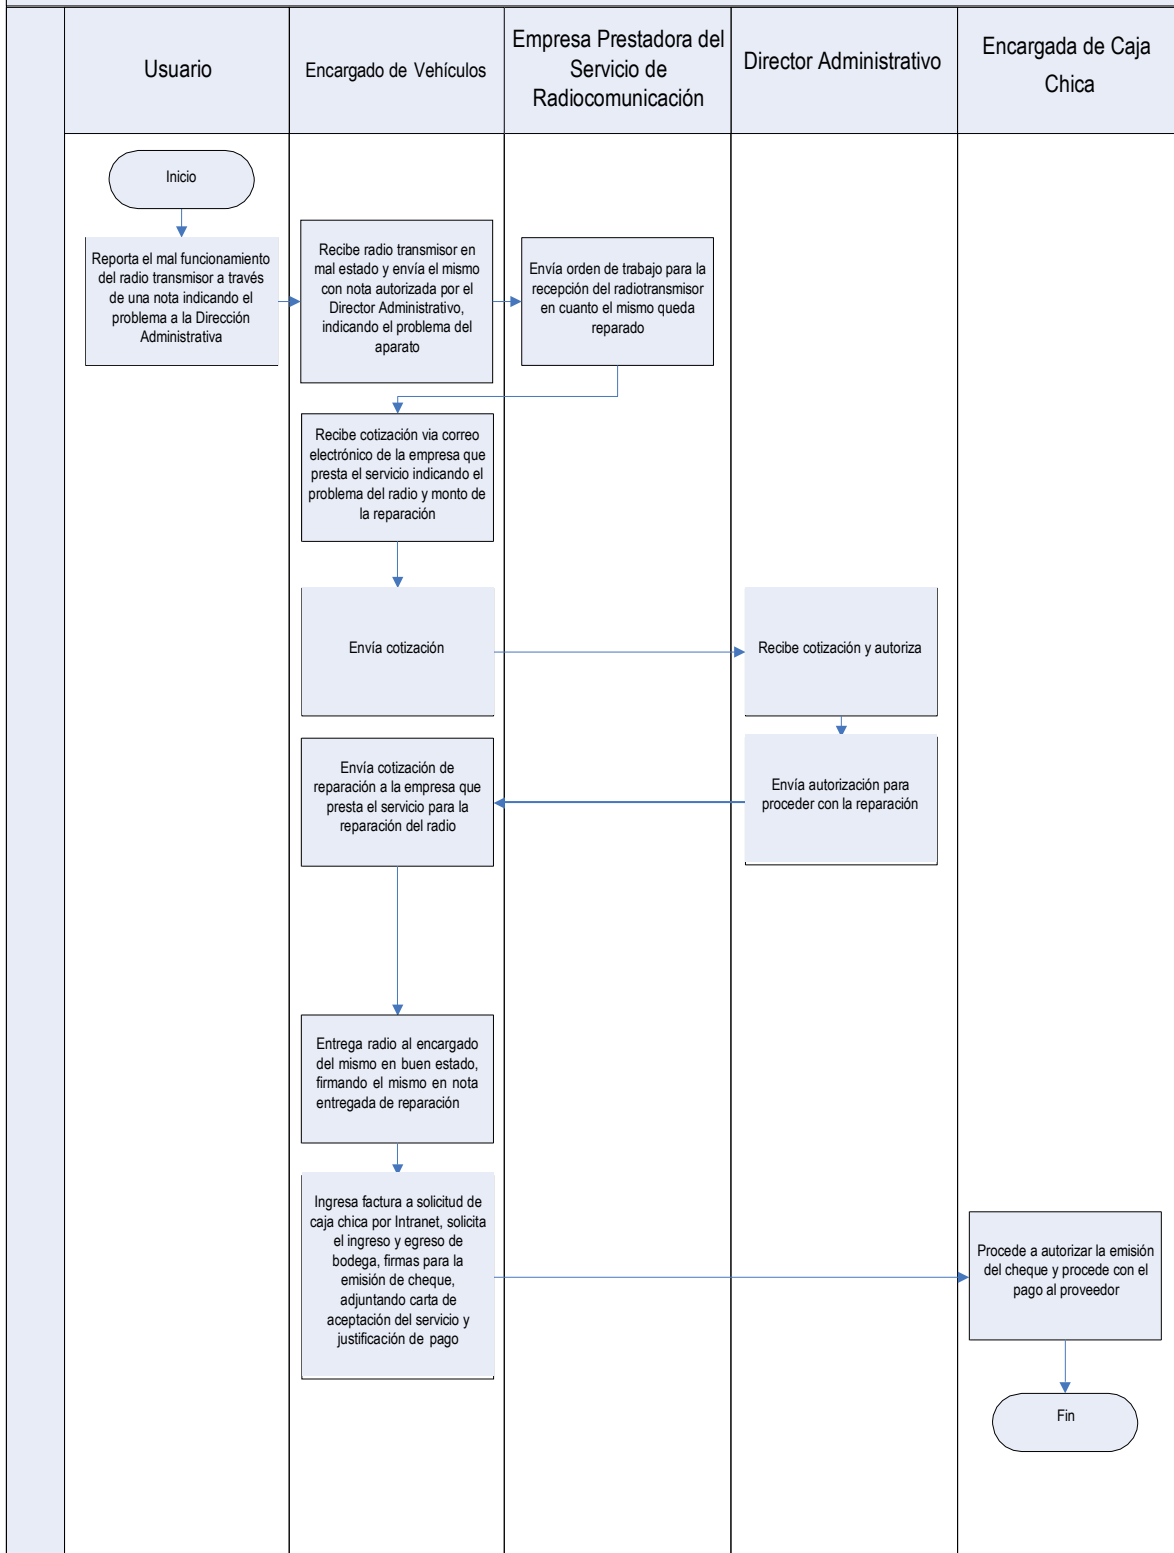 Usuario
Encargado de Vehículos
Empresa Prestadora del
Servicio de
Radiocomunicación
Director Administrativo
Encargada de Caja
Chica
Inicio
Reporta el mal funcionamiento
del radio transmisor a través
de una nota indicando el
problema a la Dirección
Administrativa
Recibe radio transmisor en
mal estado y envía el mismo
con nota autorizada por el
Director Administrativo,
indicando el problema del
aparato
Envía orden de trabajo para la
recepción del radiotransmisor
en cuanto el mismo queda
reparado
Recibe cotización via correo
electrónico de la empresa que
presta el servicio indicando el
problema del radio y monto de
la reparación
Envía cotización
Recibe cotización y autoriza
Envía autorización para
proceder con la reparación
Envía cotización de
reparación a la empresa que
presta el servicio para la
reparación del radio
Entrega radio al encargado
del mismo en buen estado,
firmando el mismo en nota
entregada de reparación
Ingresa factura a solicitud de
caja chica por Intranet, solicita
el ingreso y egreso de
bodega, firmas para la
emisión de cheque,
adjuntando carta de
aceptación del servicio y
justificación de pago
Procede a autorizar la emisión
del cheque y procede con el
pago al proveedor
Fin